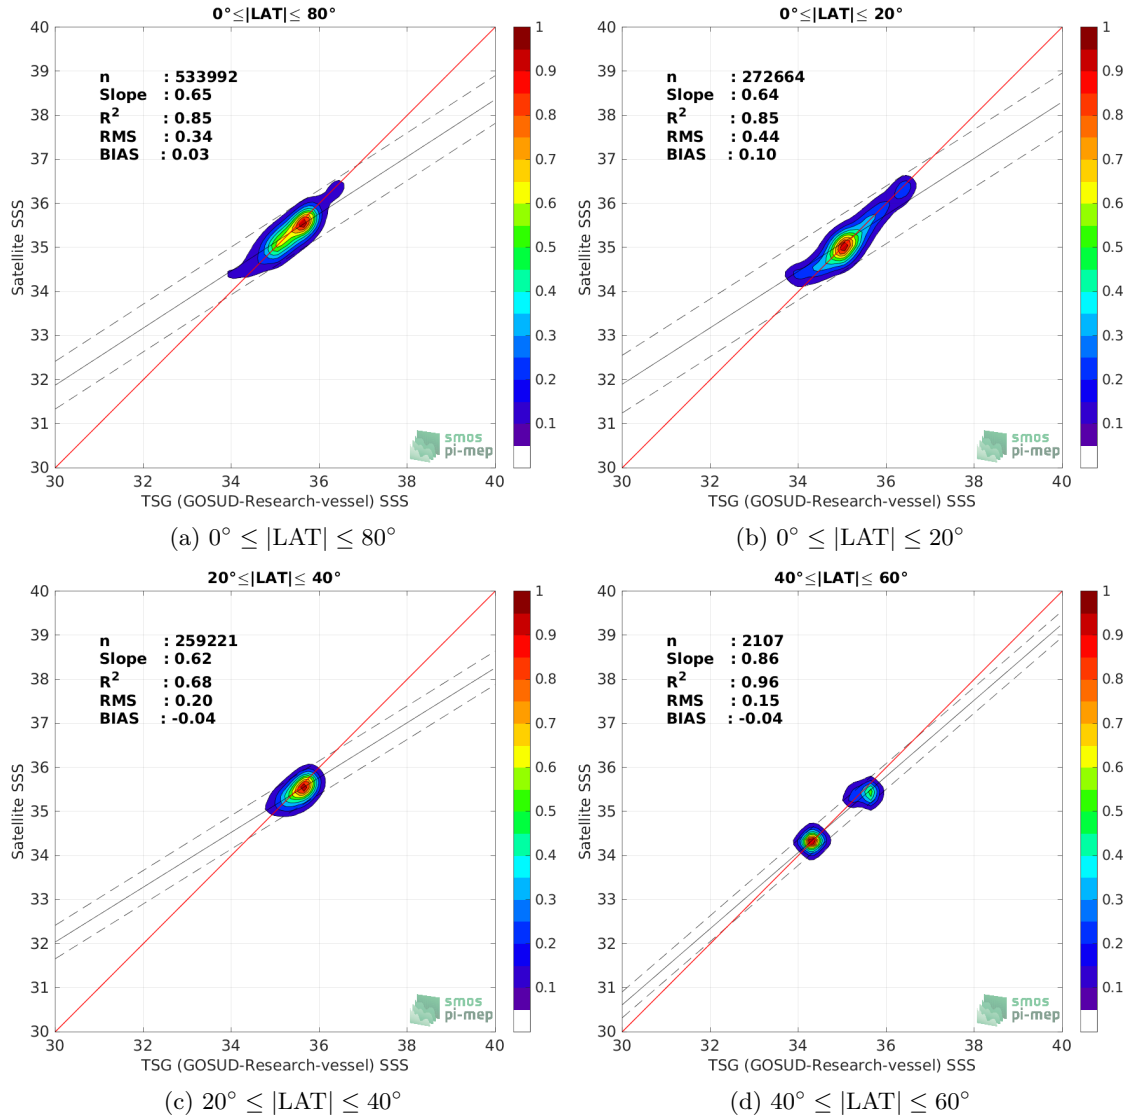 0°≤|LAT|≤ 80°
n : 533992
Slope : 0.65
R² : 0.85
RMS : 0.34
BIAS : 0.03
40
39
38
37
36
35
34
33
32
31
30
30 32 34 36 38 40
Satellite SSS
TSG (GOSUD-Research-vessel) SSS
smos
pi-mep
1
0.9
0.8
0.7
0.6
0.5
0.4
0.3
0.2
0.1
(a) 0° ≤ |LAT| ≤ 80°
0°≤|LAT|≤ 20°
n : 272664
Slope : 0.64
R² : 0.85
RMS : 0.44
BIAS : 0.10
40
39
38
37
36
35
34
33
32
31
30
30 32 34 36 38 40
Satellite SSS
TSG (GOSUD-Research-vessel) SSS
smos
pi-mep
1
0.9
0.8
0.7
0.6
0.5
0.4
0.3
0.2
0.1
(b) 0° ≤ |LAT| ≤ 20°
20°≤|LAT|≤ 40°
n : 259221
Slope : 0.62
R² : 0.68
RMS : 0.20
BIAS : -0.04
40
39
38
37
36
35
34
33
32
31
30
30 32 34 36 38 40
Satellite SSS
TSG (GOSUD-Research-vessel) SSS
smos
pi-mep
1
0.9
0.8
0.7
0.6
0.5
0.4
0.3
0.2
0.1
(c) 20° ≤ |LAT| ≤ 40°
40°≤|LAT|≤ 60°
n : 2107
Slope : 0.86
R² : 0.96
RMS : 0.15
BIAS : -0.04
40
39
38
37
36
35
34
33
32
31
30
30 32 34 36 38 40
Satellite SSS
TSG (GOSUD-Research-vessel) SSS
smos
pi-mep
1
0.9
0.8
0.7
0.6
0.5
0.4
0.3
0.2
0.1
(d) 40° ≤ |LAT| ≤ 60°